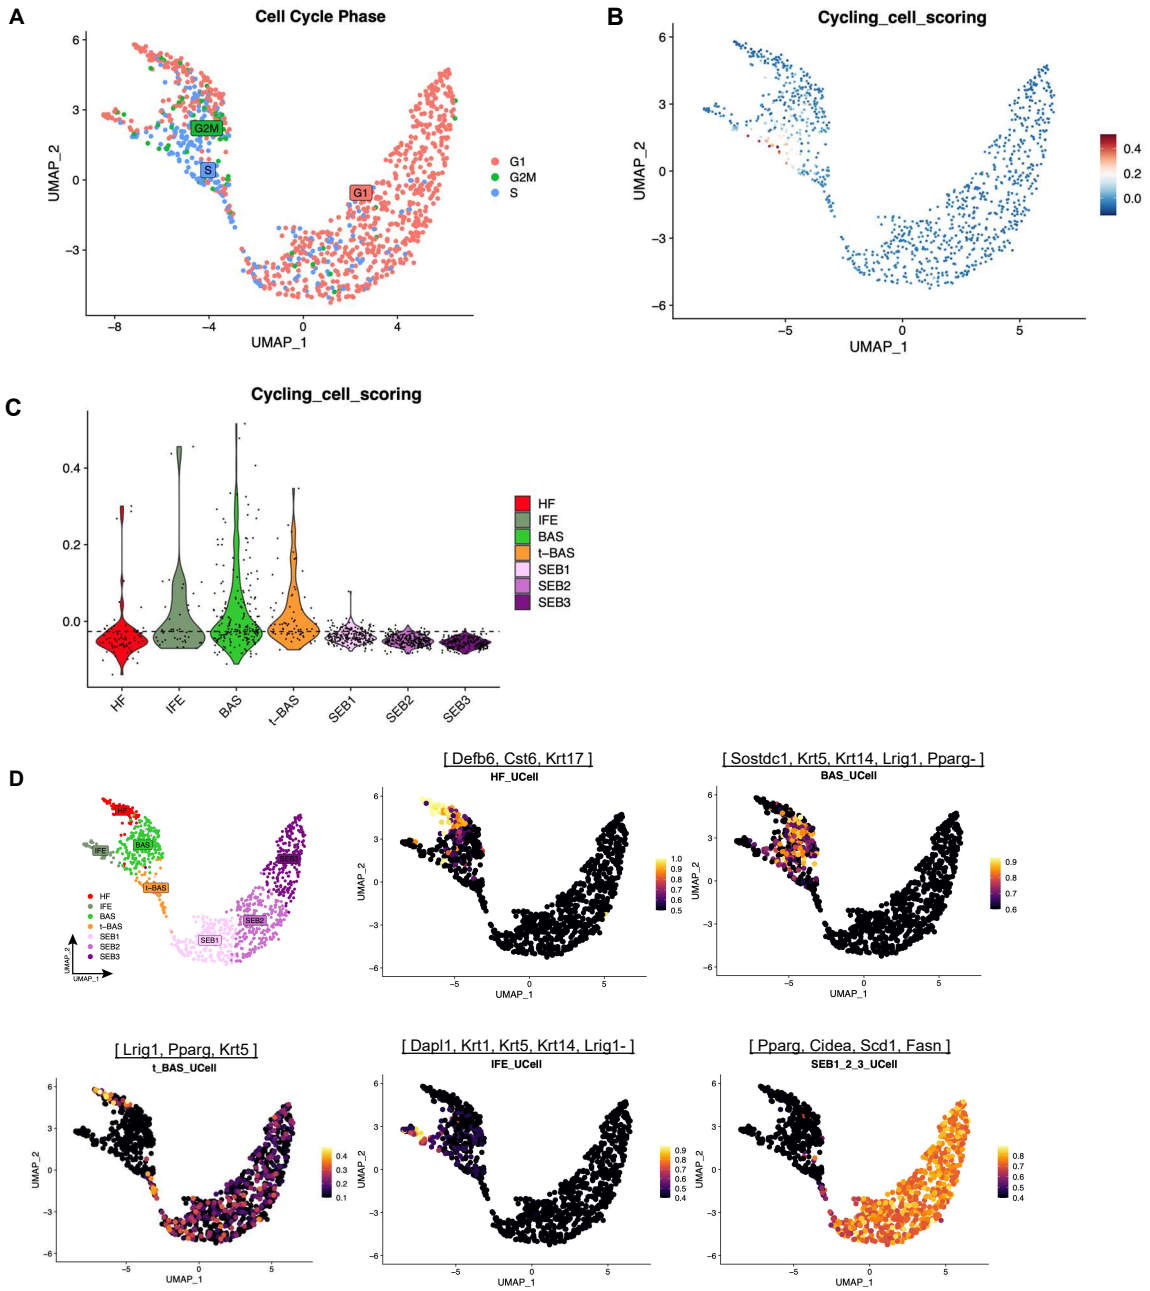 A
Cell Cycle Phase
6
3
0
−3
UMAP_2
−8
−4
0
4
UMAP_1
G2M
S
G1
G1
G2M
S
B
Cycling_cell_scoring
6
3
0
−3
−6
UMAP_2
−5
0
5
UMAP_1
0.4
0.2
0.0
C
Cycling_cell_scoring
0.4
0.2
0.0
HF
IFE
BAS
t−BAS
SEB1
SEB2
SEB3
HF
IFE
BAS
t−BAS
SEB1
SEB2
SEB3
D
HF
IFE
BAS
t−BAS
SEB1
SEB2
SEB3
HF
IFE
BAS
t−BAS
SEB1
SEB2
SEB3
UMAP_2
UMAP_1
[ Defb6, Cst6, Krt17 ]
HF_UCell
6
3
0
−3
−6
UMAP_2
−5
0
5
UMAP_1
1.0
0.9
0.8
0.7
0.6
0.5
[ Sostdc1, Krt5, Krt14, Lrig1, Pparg- ]
BAS_UCell
6
3
0
−3
−6
UMAP_2
−5
0
5
UMAP_1
0.9
0.8
0.7
0.6
[ Lrig1, Pparg, Krt5 ]
t_BAS_UCell
6
3
0
−3
−6
UMAP_2
−5
0
5
UMAP_1
0.4
0.3
0.2
0.1
[ Dapl1, Krt1, Krt5, Krt14, Lrig1- ]
IFE_UCell
6
3
0
−3
−6
UMAP_2
−5
0
5
UMAP_1
0.9
0.8
0.7
0.6
0.5
0.4
[ Pparg, Cidea, Scd1, Fasn ]
SEB1_2_3_UCell
6
3
0
−3
−6
UMAP_2
−5
0
5
UMAP_1
0.8
0.7
0.6
0.5
0.4